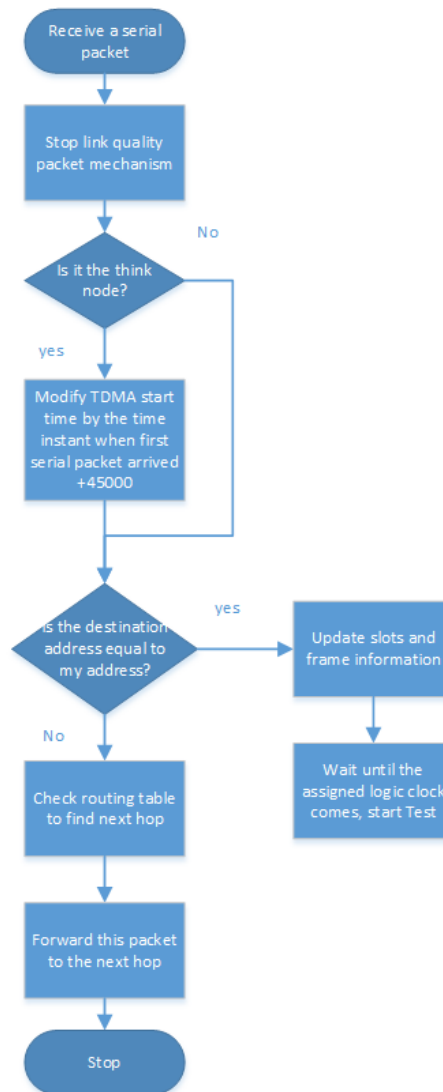 Receive a serial
packet
Stop link quality
packet mechanism
No
Is it the think
node?
yes
Modify TDMA start
time by the time
instant when first
serial packet arrived
+45000
Is the destination
address equal to
my address?
yes
Update slots and
frame information
No
Wait until the
assigned logic clock
comes, start Test
Check routing table
to find next hop
Forward this packet
to the next hop
Stop